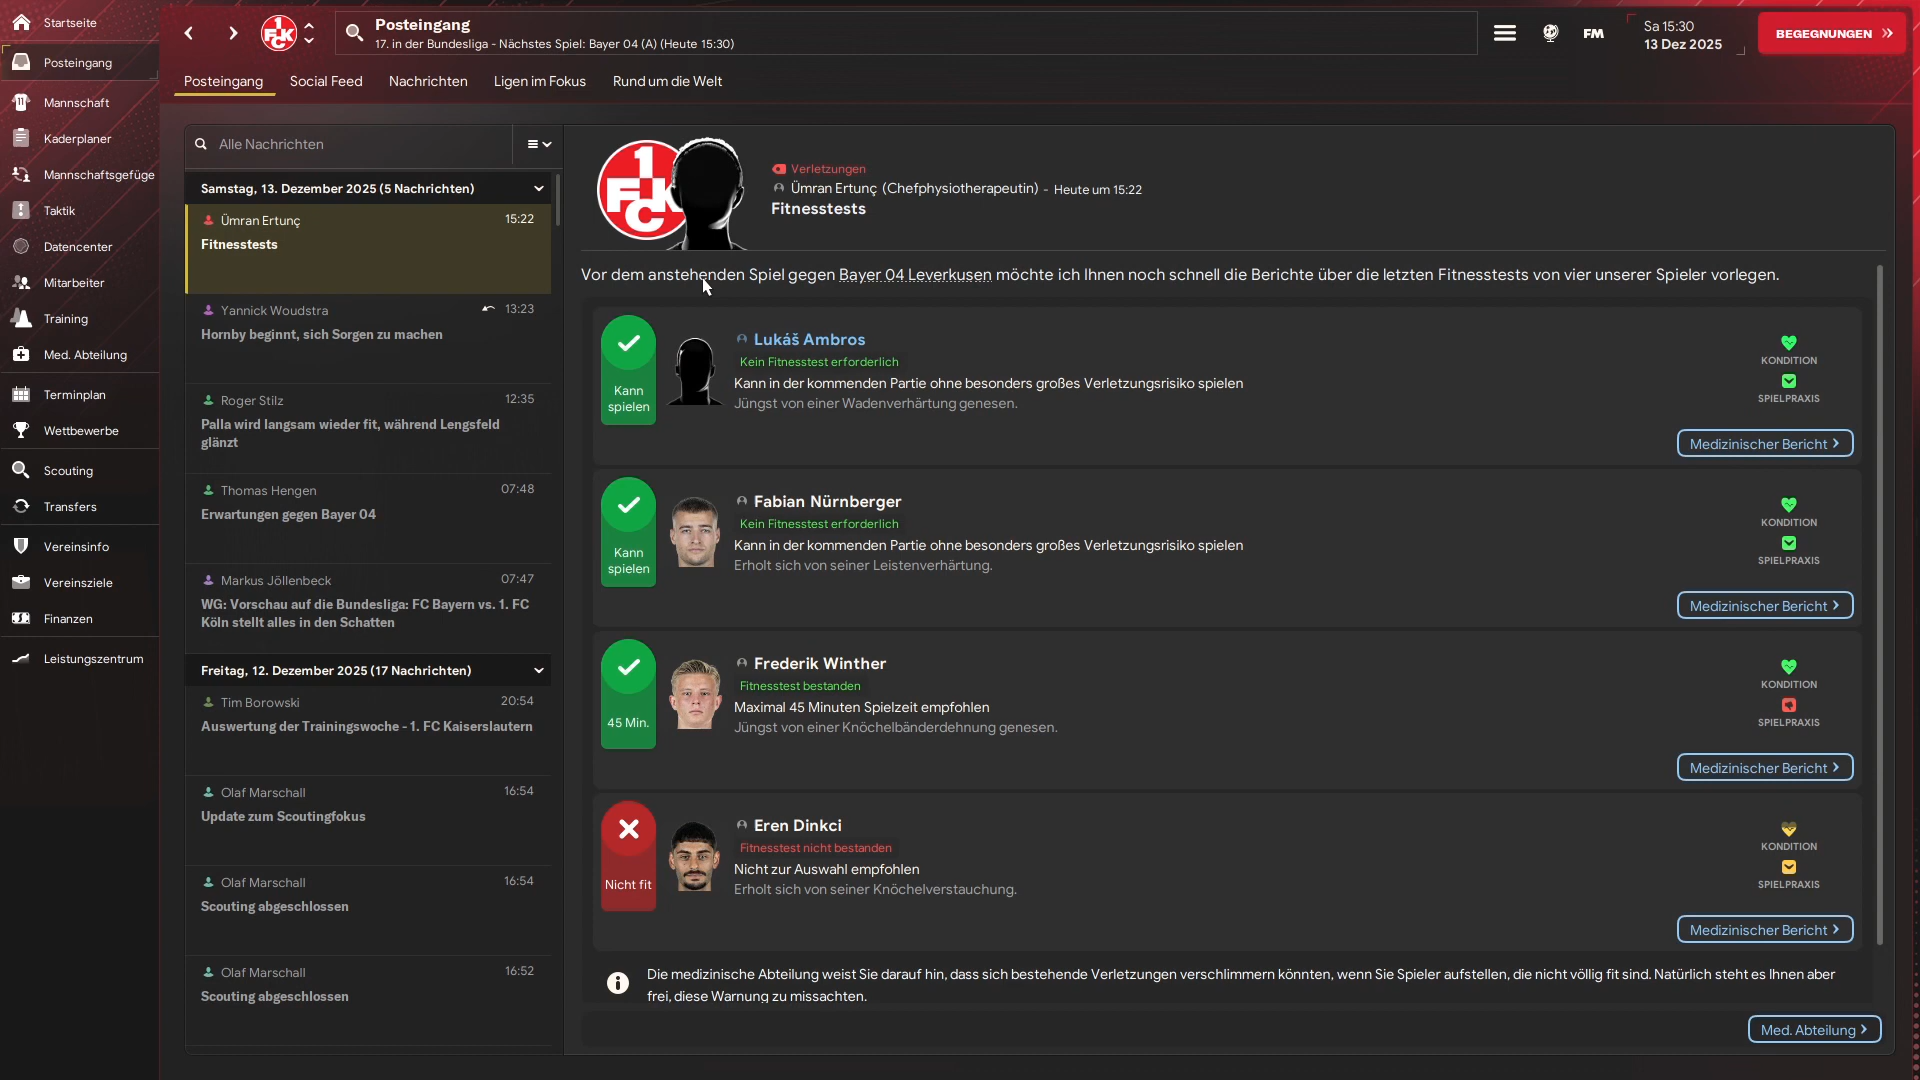 Startseite
Posteingang
Mannschaft
Kaderplaner
Mannschaftsgefüge
Taktik
Datencenter
Mitarbeiter
Training
Med. Abteilung
Terminplan
Wettbewerbe
Scouting
Transfers
Vereinsinfo
Vereinsziele
Finanzen
Leistungszentrum
1
FCK
Posteingang
17. in der Bundesliga - Nächstes Spiel: Bayer 04 (A) (Heute 15:30)
FM
Sa 15:30
13 Dez 2025
BEGEGNUNGEN
Posteingang
Social Feed
Nachrichten
Ligen im Fokus
Rund um die Welt
Alle Nachrichten
Samstag, 13. Dezember 2025 (5 Nachrichten)
Ümran Ertunç 15:22
Fitnesstests
Yannick Woudstra 13:23
Hornby beginnt, sich Sorgen zu machen
Roger Stilz 12:35
Palla wird langsam wieder fit, während Lengsfeld
glänzt
Thomas Hengen 07:48
Erwartungen gegen Bayer 04
Markus Jöllenbeck 07:47
WG: Vorschau auf die Bundesliga: FC Bayern vs. 1. FC
Köln stellt alles in den Schatten
Freitag, 12. Dezember 2025 (17 Nachrichten)
Tim Borowski 20:54
Auswertung der Trainingswoche - 1. FC Kaiserslautern
Olaf Marschall 16:54
Update zum Scoutingfokus
Olaf Marschall 16:54
Scouting abgeschlossen
Olaf Marschall 16:52
Scouting abgeschlossen
1
FCK
Verletzungen
Ümran Ertunç (Chefphysiotherapeutin) - Heute um 15:22
Fitnesstests
Vor dem anstehenden Spiel gegen Bayer 04 Leverkusen möchte ich Ihnen noch schnell die Berichte über die letzten Fitnesstests von vier unserer Spieler vorlegen.
Kann
spielen
Lukáš Ambros
Kein Fitnesstest erforderlich
Kann in der kommenden Partie ohne besonders großes Verletzungsrisiko spielen
Jüngst von einer Wadenverhärtung genesen.
KONDITION
SPIELPRAXIS
Medizinischer Bericht
Kann
spielen
Fabian Nürnberger
Kein Fitnesstest erforderlich
Kann in der kommenden Partie ohne besonders großes Verletzungsrisiko spielen
Erholt sich von seiner Leistenverhärtung.
KONDITION
SPIELPRAXIS
Medizinischer Bericht
45 Min.
Frederik Winther
Fitnesstest bestanden
Maximal 45 Minuten Spielzeit empfohlen
Jüngst von einer Knöchelbänderdehnung genesen.
KONDITION
SPIELPRAXIS
Medizinischer Bericht
Nicht fit
Eren Dinkci
Fitnesstest nicht bestanden
Nicht zur Auswahl empfohlen
Erholt sich von seiner Knöchelverstauchung.
KONDITION
SPIELPRAXIS
Medizinischer Bericht
Die medizinische Abteilung weist Sie darauf hin, dass sich bestehende Verletzungen verschlimmern könnten, wenn Sie Spieler aufstellen, die nicht völlig fit sind. Natürlich steht es Ihnen aber
frei, diese Warnung zu missachten.
Med. Abteilung